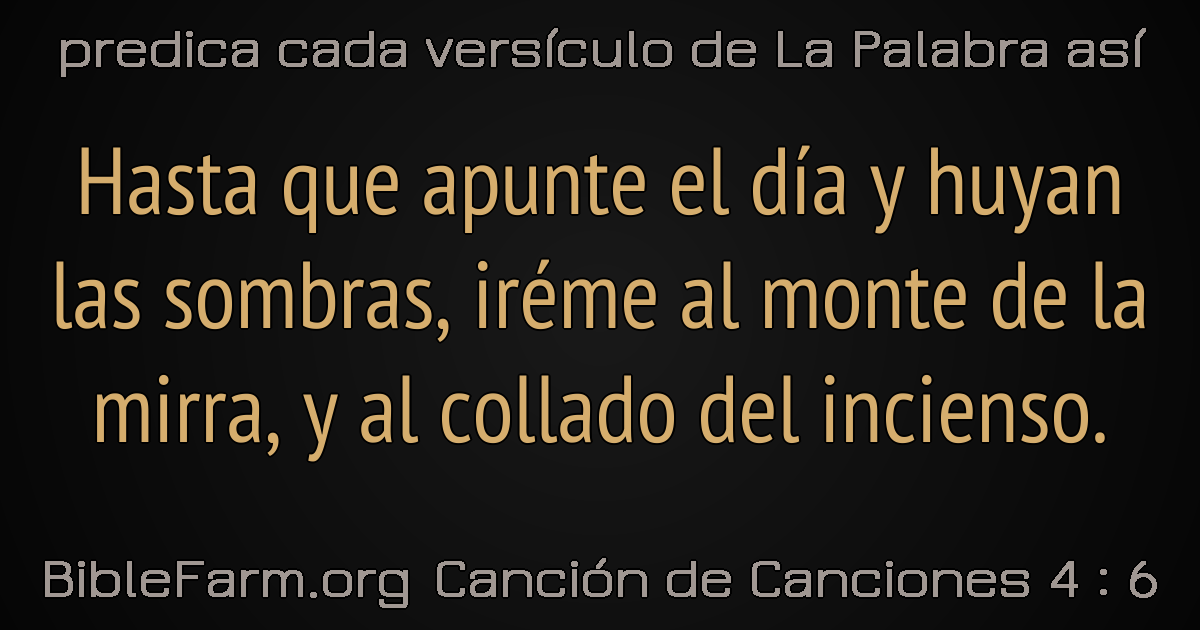 predica cada versículo de La Palabra así
Hasta que apunte el día y huyan
las sombras, iréme al monte de la
mirra, y al collado del incienso.
BibleFarm.org Canción de Canciones 4 : 6